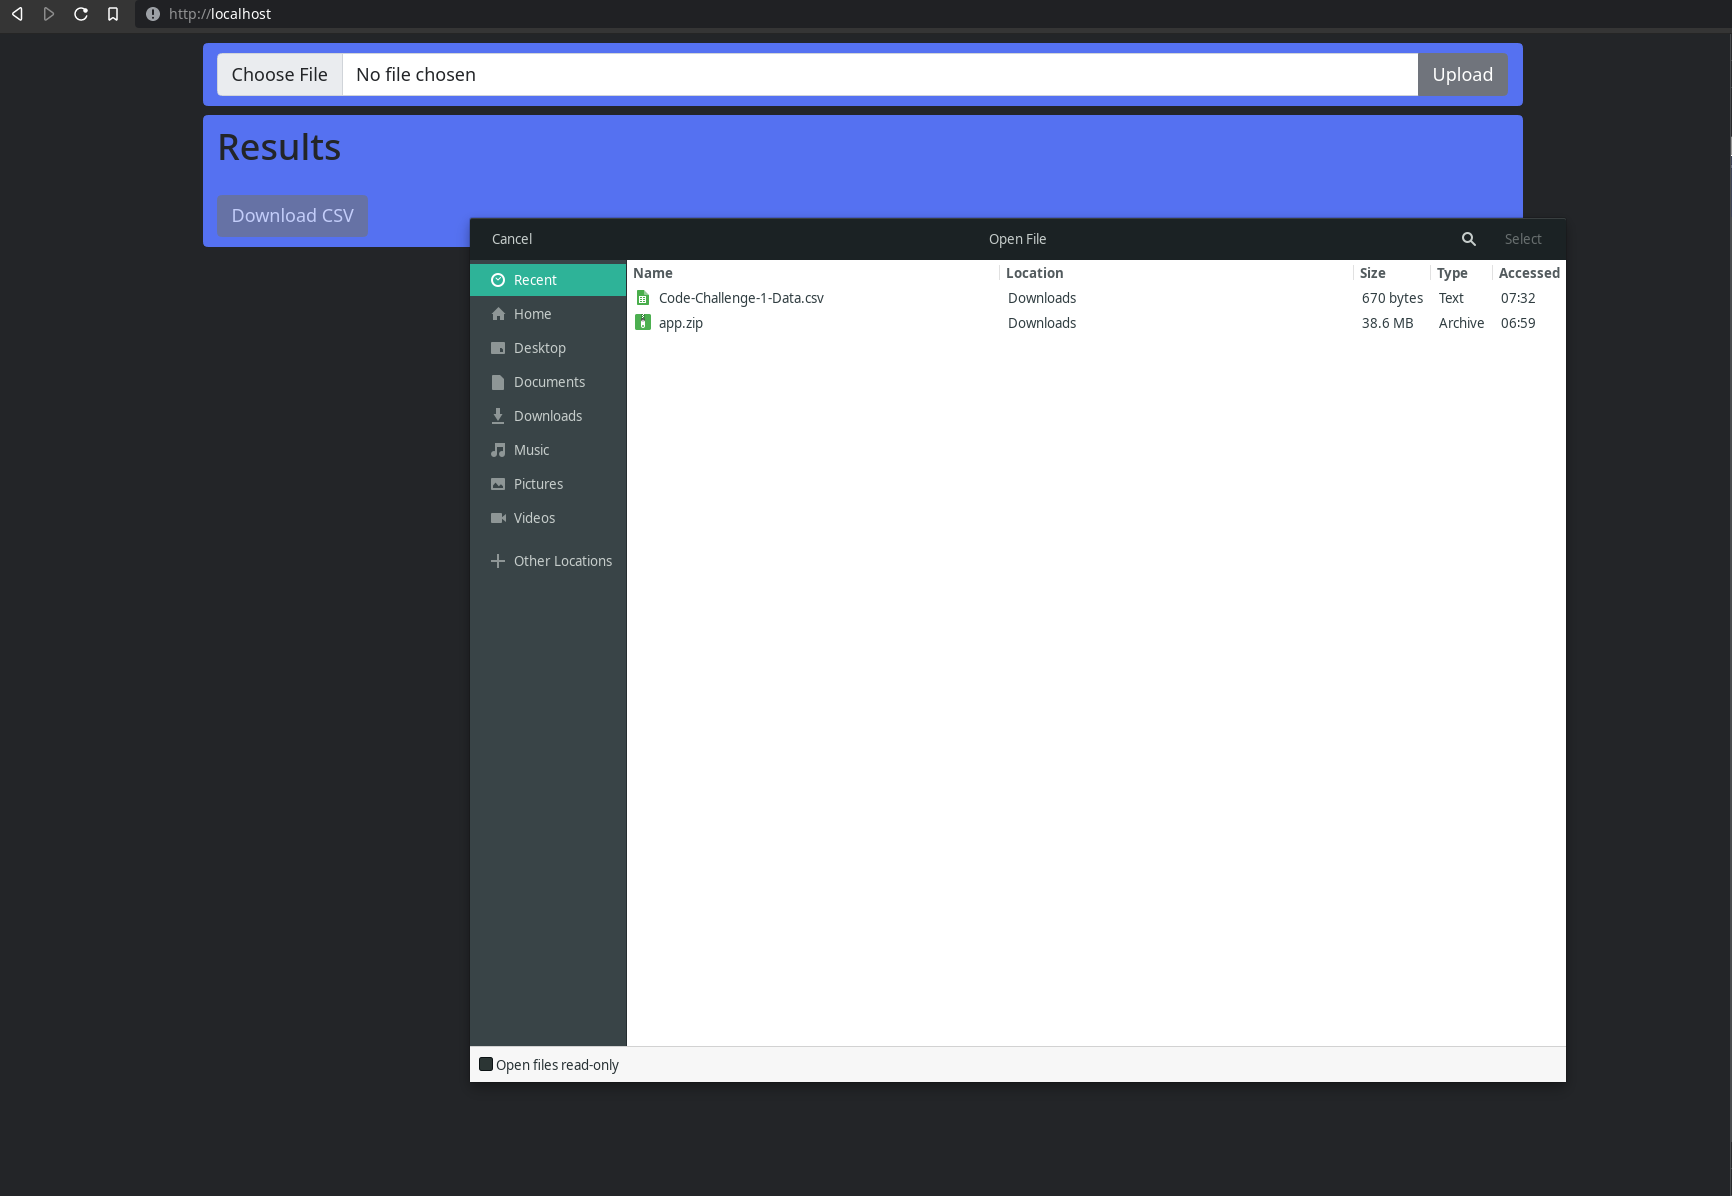 http://localhost
Choose File No file chosen Upload
Results
Download CSV
Cancel Open File Select
Recent
Home
Desktop
Documents
Downloads
Music
Pictures
Videos
Other Locations
Name Location Size Type Accessed
Code-Challenge-1-Data.csv Downloads 670 bytes Text 07:32
app.zip Downloads 38.6 MB Archive 06:59
Open files read-only